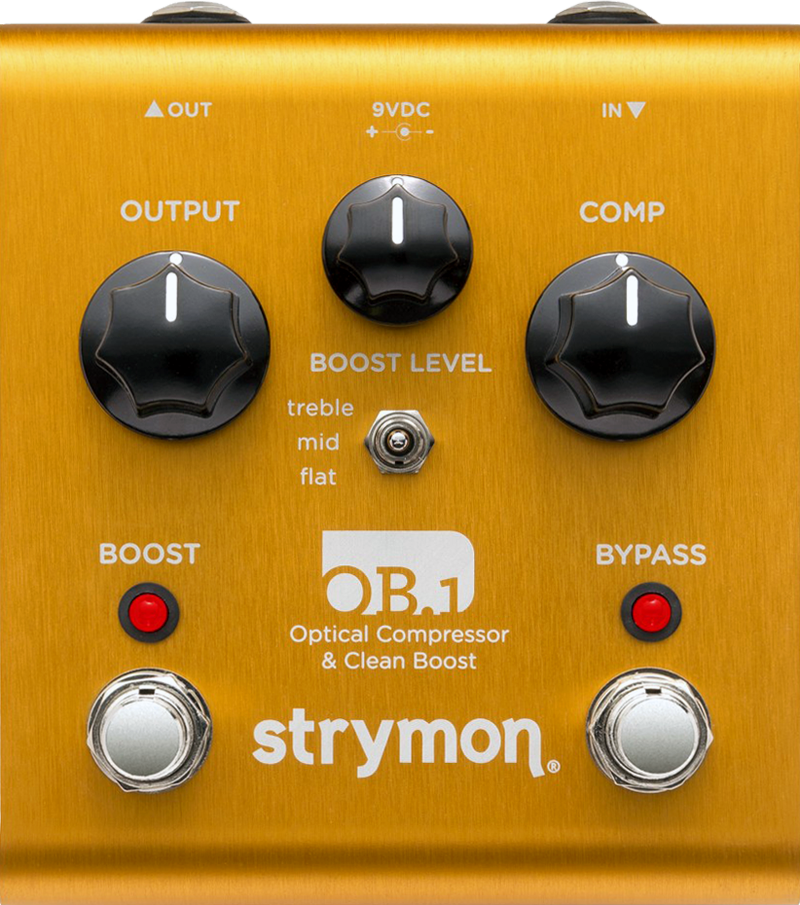 ▲OUT
9VDC
IN▼
+ -
OUTPUT
COMP
BOOST LEVEL
treble
mid
flat
BOOST
BYPASS
OB.1
Optical Compressor
& Clean Boost
strymon®